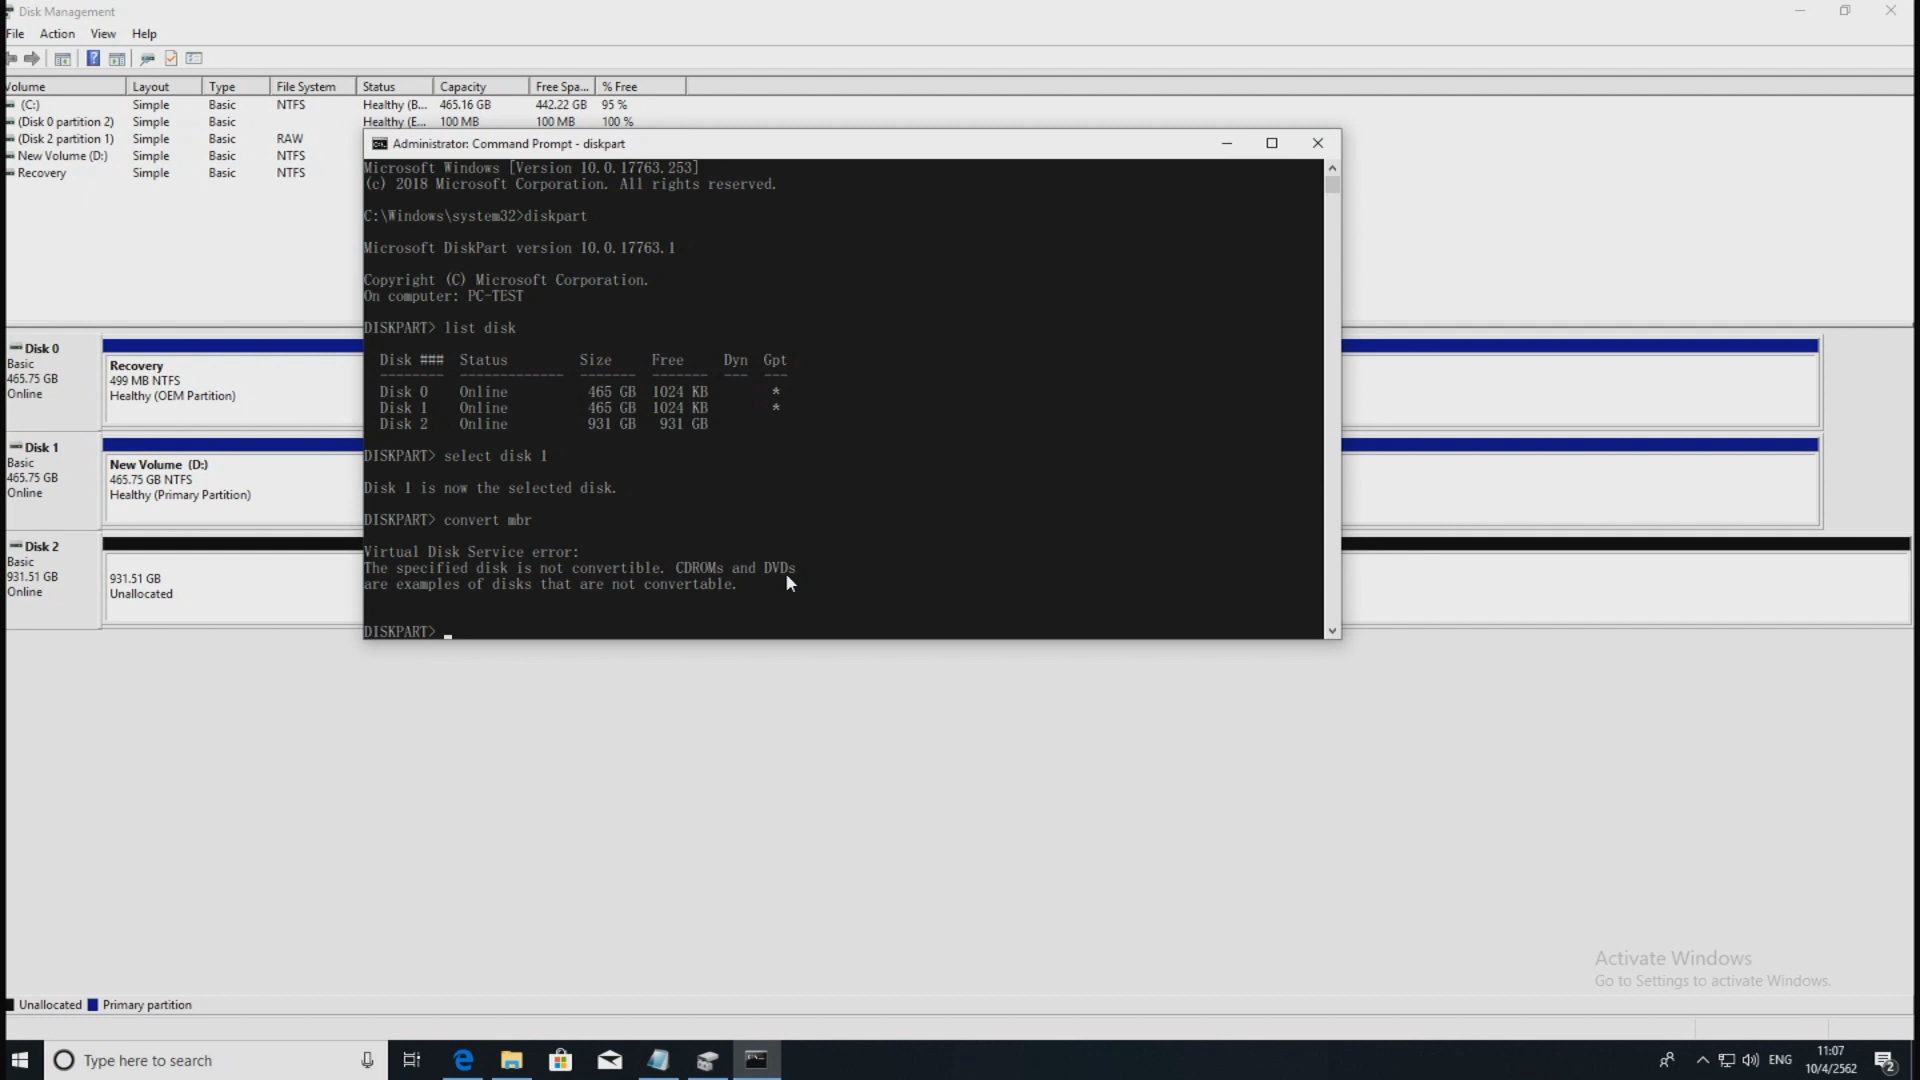 Disk Management
File Action View Help
Volume Layout Type File System Status Capacity Free Spa... % Free
(C:) Simple Basic NTFS Healthy (B... 465.16 GB 442.22 GB 95 %
(Disk 0 partition 2) Simple Basic Healthy (E... 100 MB 100 MB 100 %
(Disk 2 partition 1) Simple Basic RAW
New Volume (D:) Simple Basic NTFS
Recovery Simple Basic NTFS
Administrator: Command Prompt - diskpart
Microsoft Windows [Version 10.0.17763.253]
(c) 2018 Microsoft Corporation. All rights reserved.
C:\Windows\system32>diskpart
Microsoft DiskPart version 10.0.17763.1
Copyright (C) Microsoft Corporation.
On computer: PC-TEST
DISKPART> list disk
Disk ### Status Size Free Dyn Gpt
-------- ------------- ------- ------- --- ---
Disk 0 Online 465 GB 1024 KB *
Disk 1 Online 465 GB 1024 KB *
Disk 2 Online 931 GB 931 GB
DISKPART> select disk 1
Disk 1 is now the selected disk.
DISKPART> convert mbr
Virtual Disk Service error:
The specified disk is not convertible. CDROMs and DVDs
are examples of disks that are not convertable.
DISKPART>
Disk 0
Basic
465.75 GB
Online
Recovery
499 MB NTFS
Healthy (OEM Partition)
Disk 1
Basic
465.75 GB
Online
New Volume (D:)
465.75 GB NTFS
Healthy (Primary Partition)
Disk 2
Basic
931.51 GB
Online
931.51 GB
Unallocated
Activate Windows
Go to Settings to activate Windows.
Unallocated Primary partition
Type here to search
ENG
11:07
10/4/2562
2